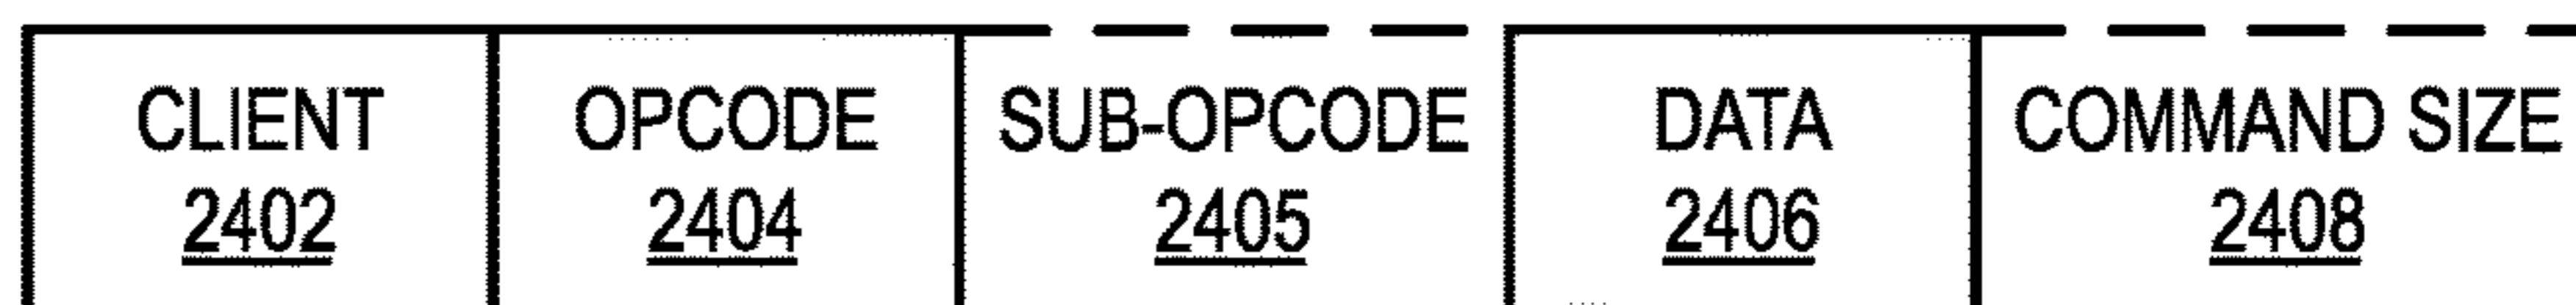 CLIENT OPCODE SUB-OPCODE DATA COMMAND SIZE
2402 2404 2405 2406 2408